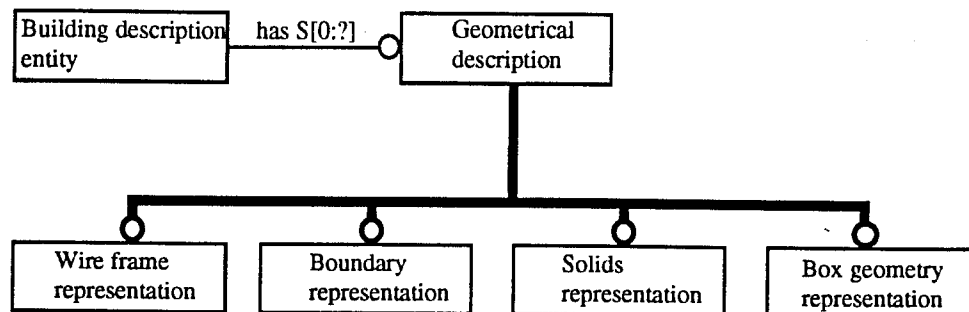 Building description
entity
has S[0:?]
Geometrical
description
Wire frame
representation
Boundary
representation
Solids
representation
Box geometry
representation